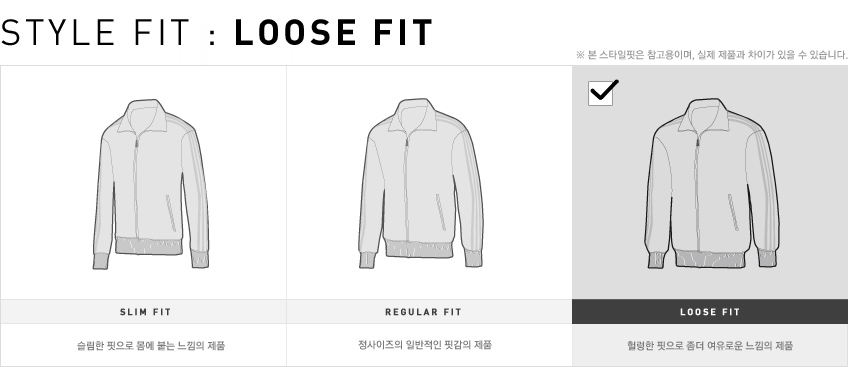 STYLE FIT : LOOSE FIT
※ 본 스타일핏은 참고용이며, 실제 제품과 차이가 있을 수 있습니다.
SLIM FIT
REGULAR FIT
LOOSE FIT
슬림한 핏으로 몸에 붙는 느낌의 제품
정사이즈의 일반적인 핏감의 제품
헐렁한 핏으로 좀더 여유로운 느낌의 제품